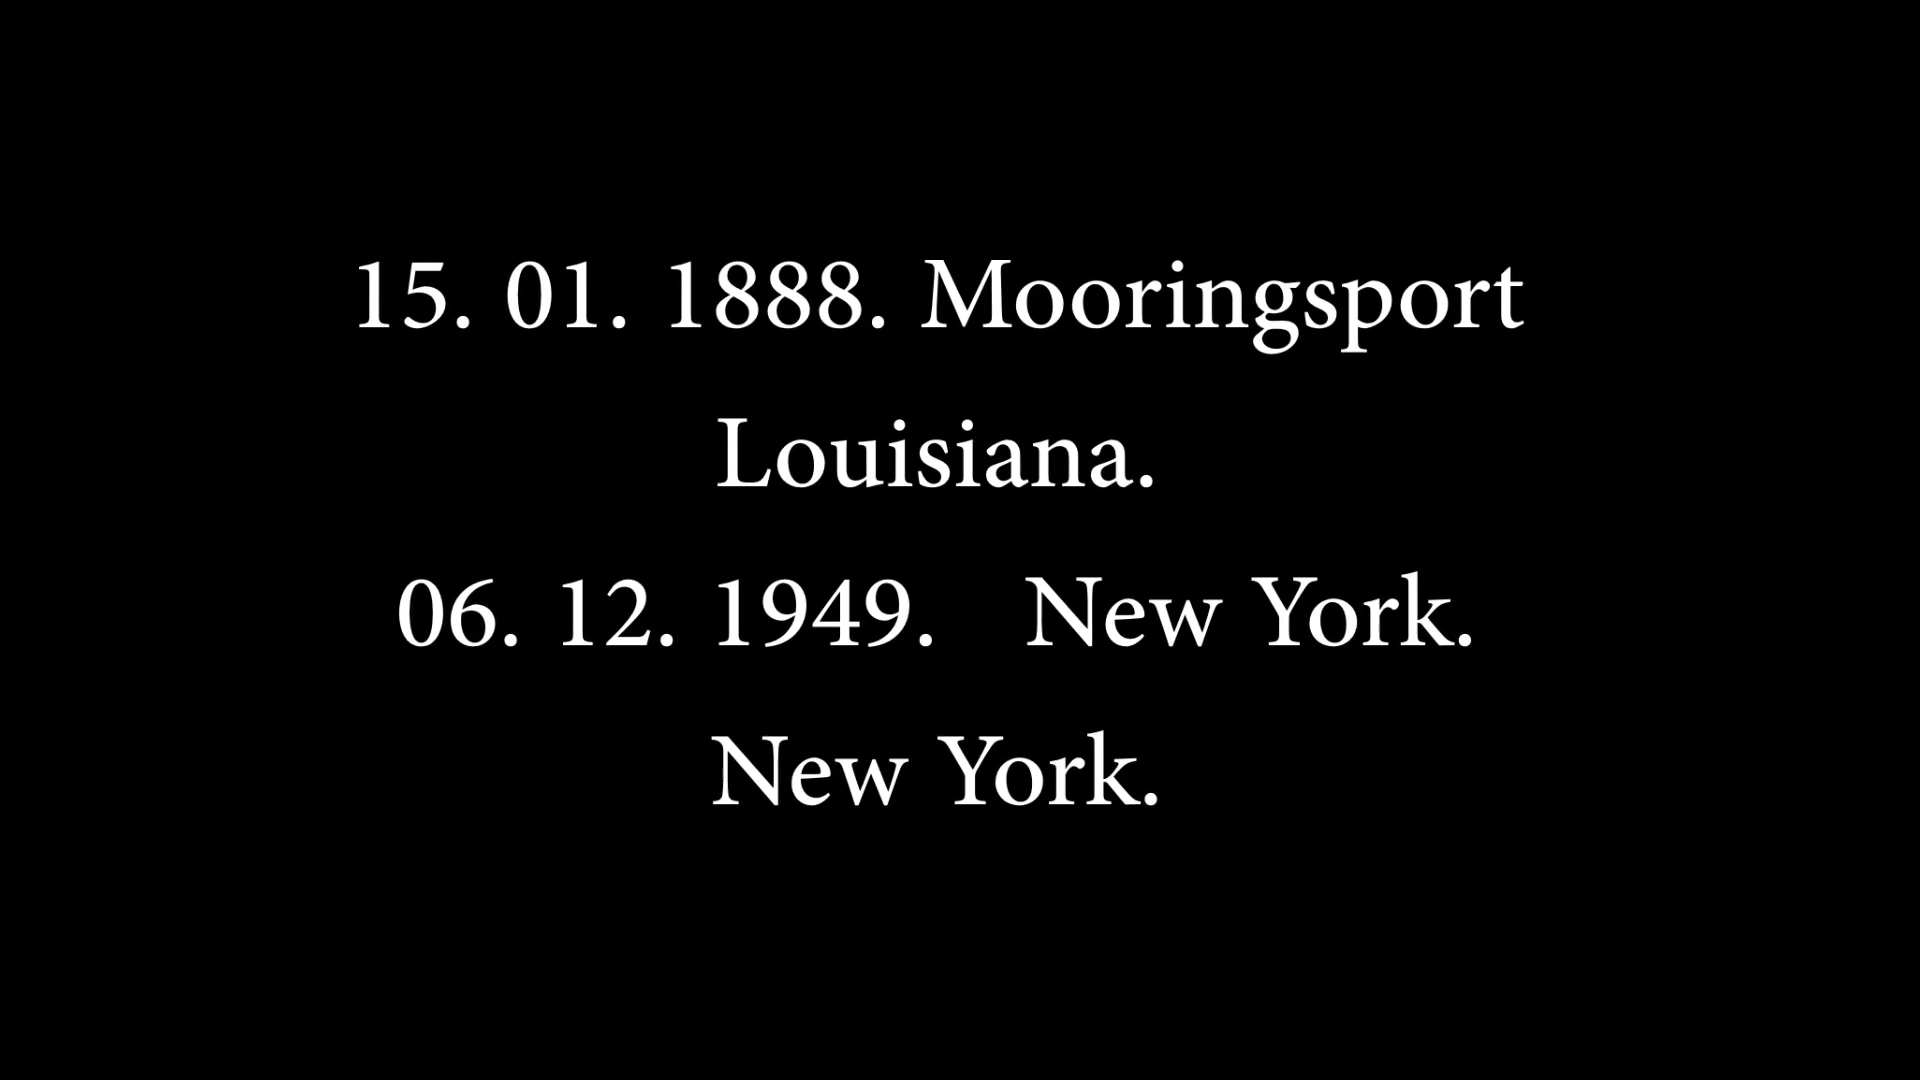 15. 01. 1888. Mooringsport
Louisiana.
06. 12. 1949. New York.
New York.